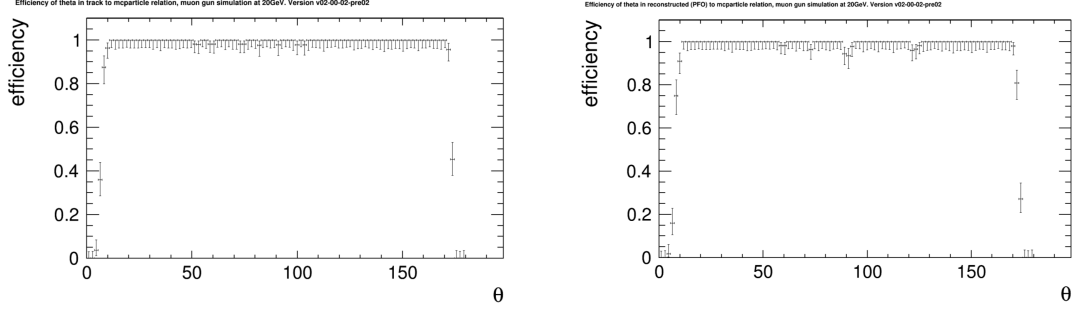 Efficiency of theta in track to mcparticle relation, muon gun simulation at 20GeV. Version v02-00-02-pre02
efficiency
1
0.8
0.6
0.4
0.2
0
0 50 100 150
θ
Efficiency of theta in reconstructed (PFO) to mcparticle relation, muon gun simulation at 20GeV. Version v02-00-02-pre02
efficiency
1
0.8
0.6
0.4
0.2
0
0 50 100 150
θ